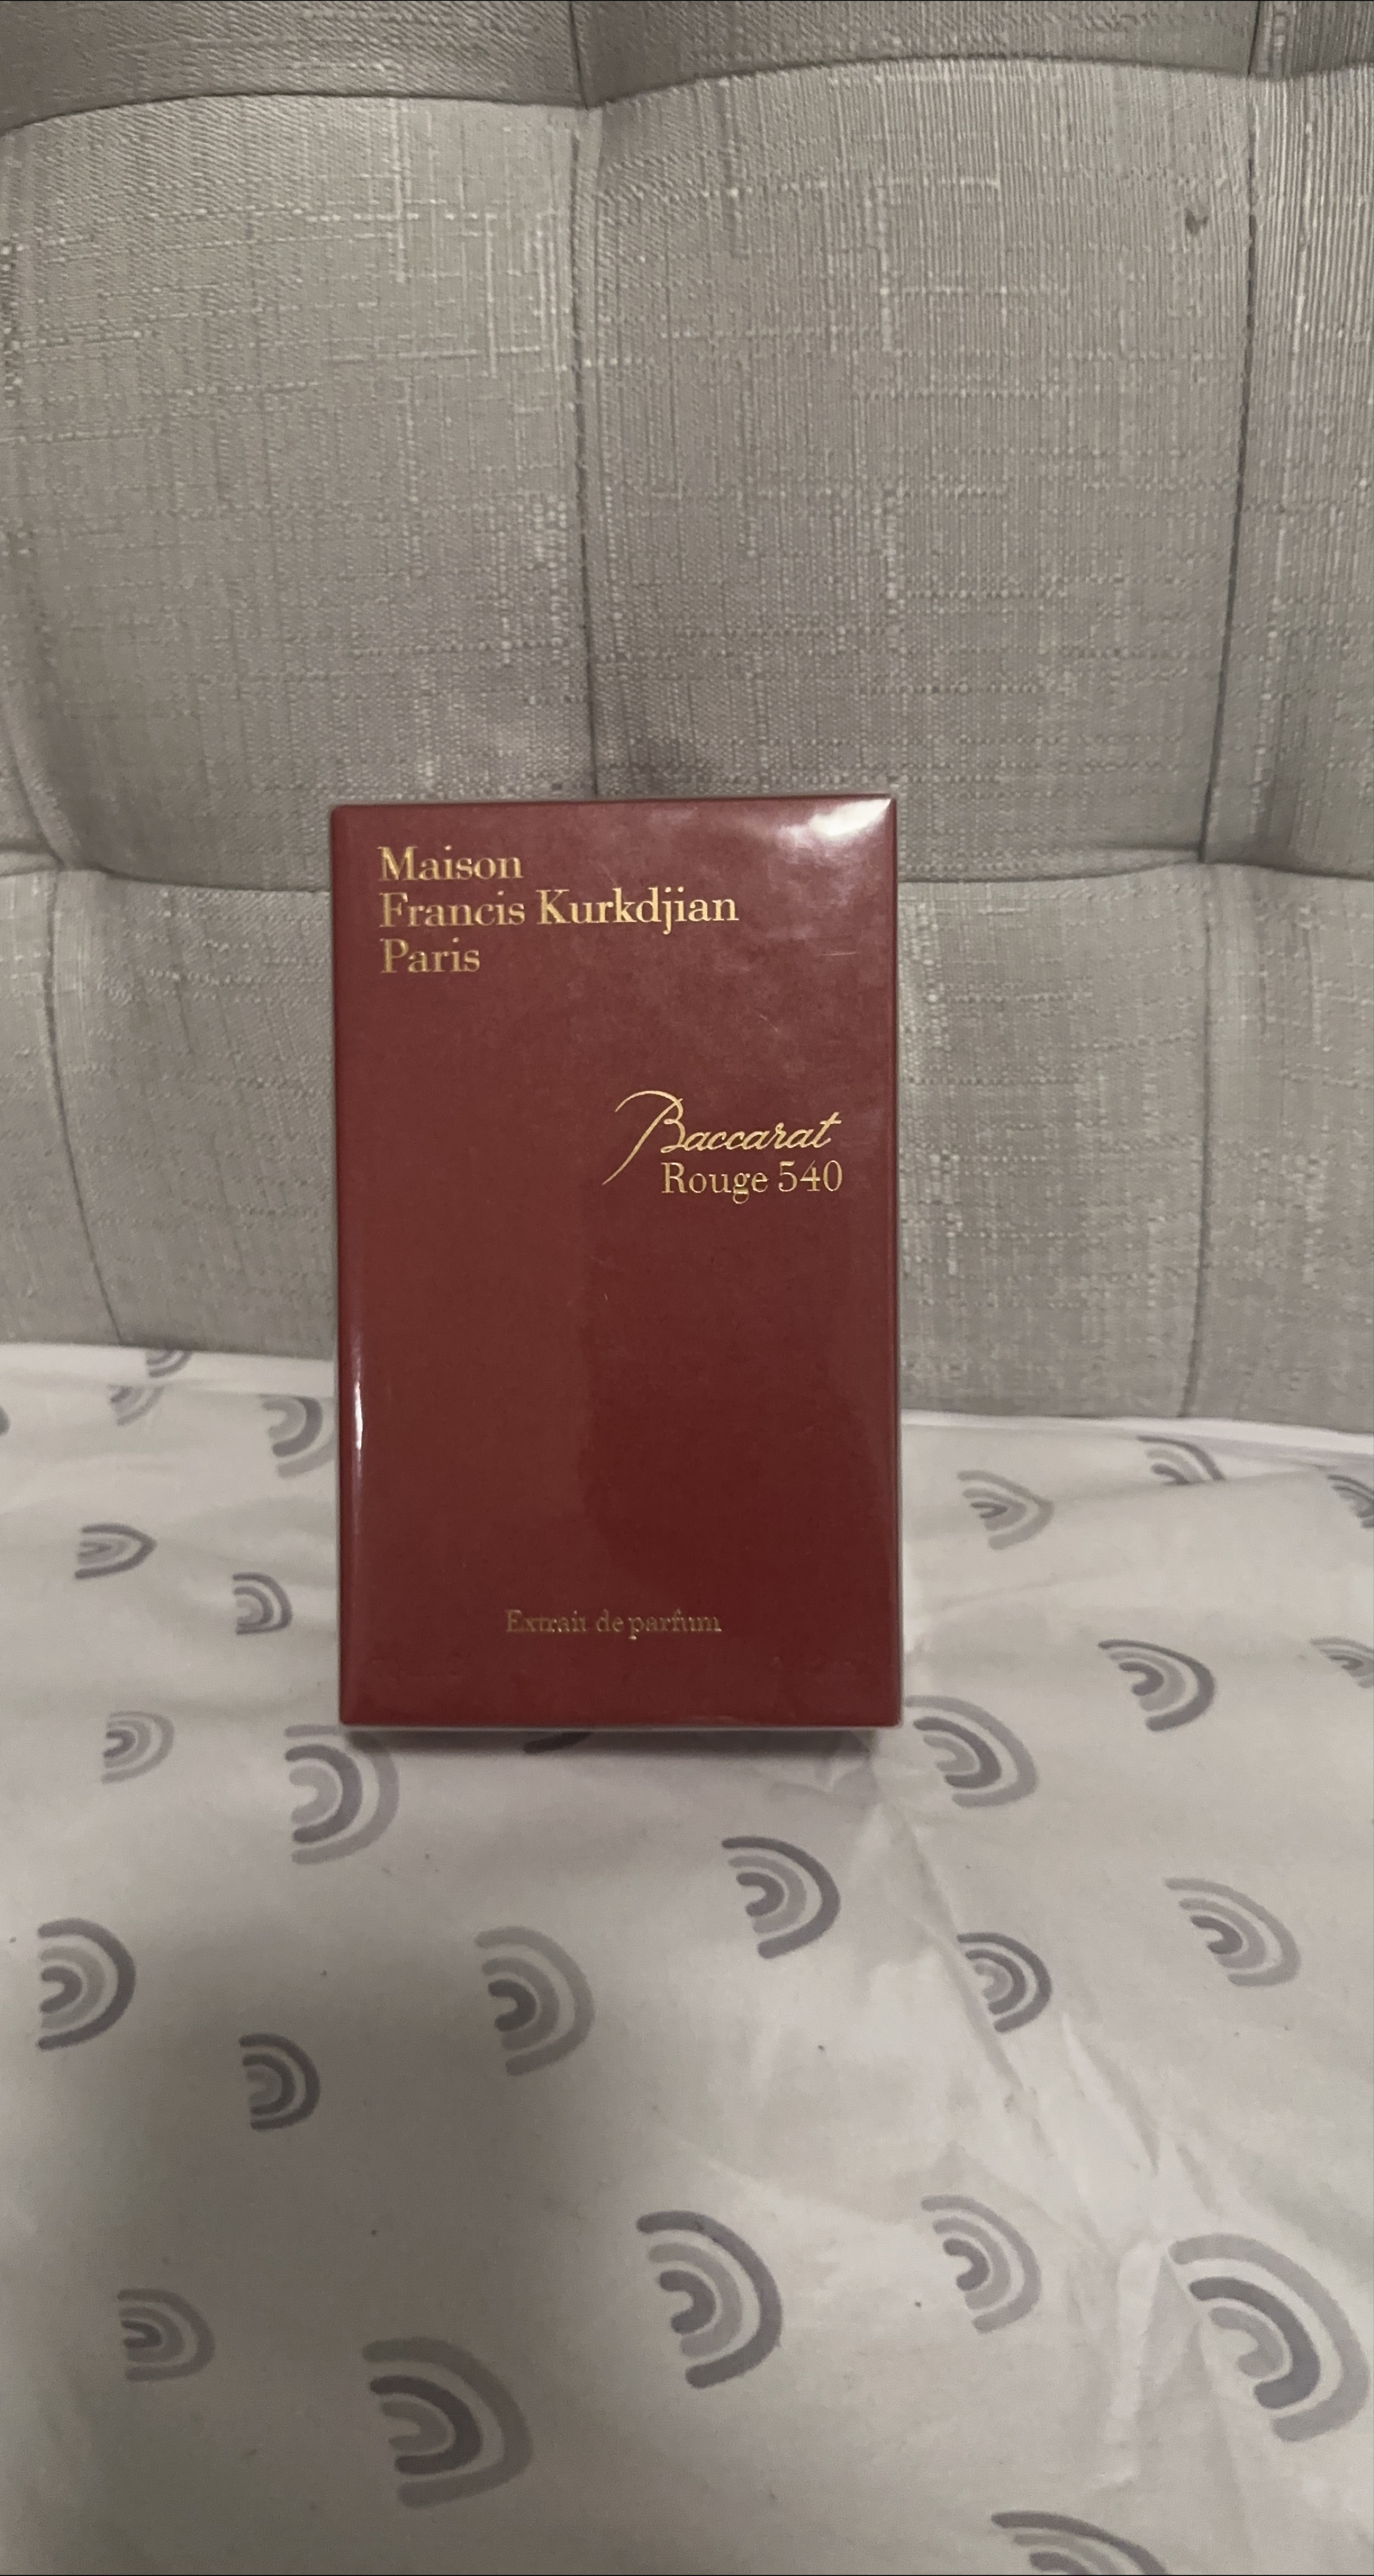 Maison
Francis Kurkdjian
Paris
Baccarat
Rouge 540
Extrait de parfum